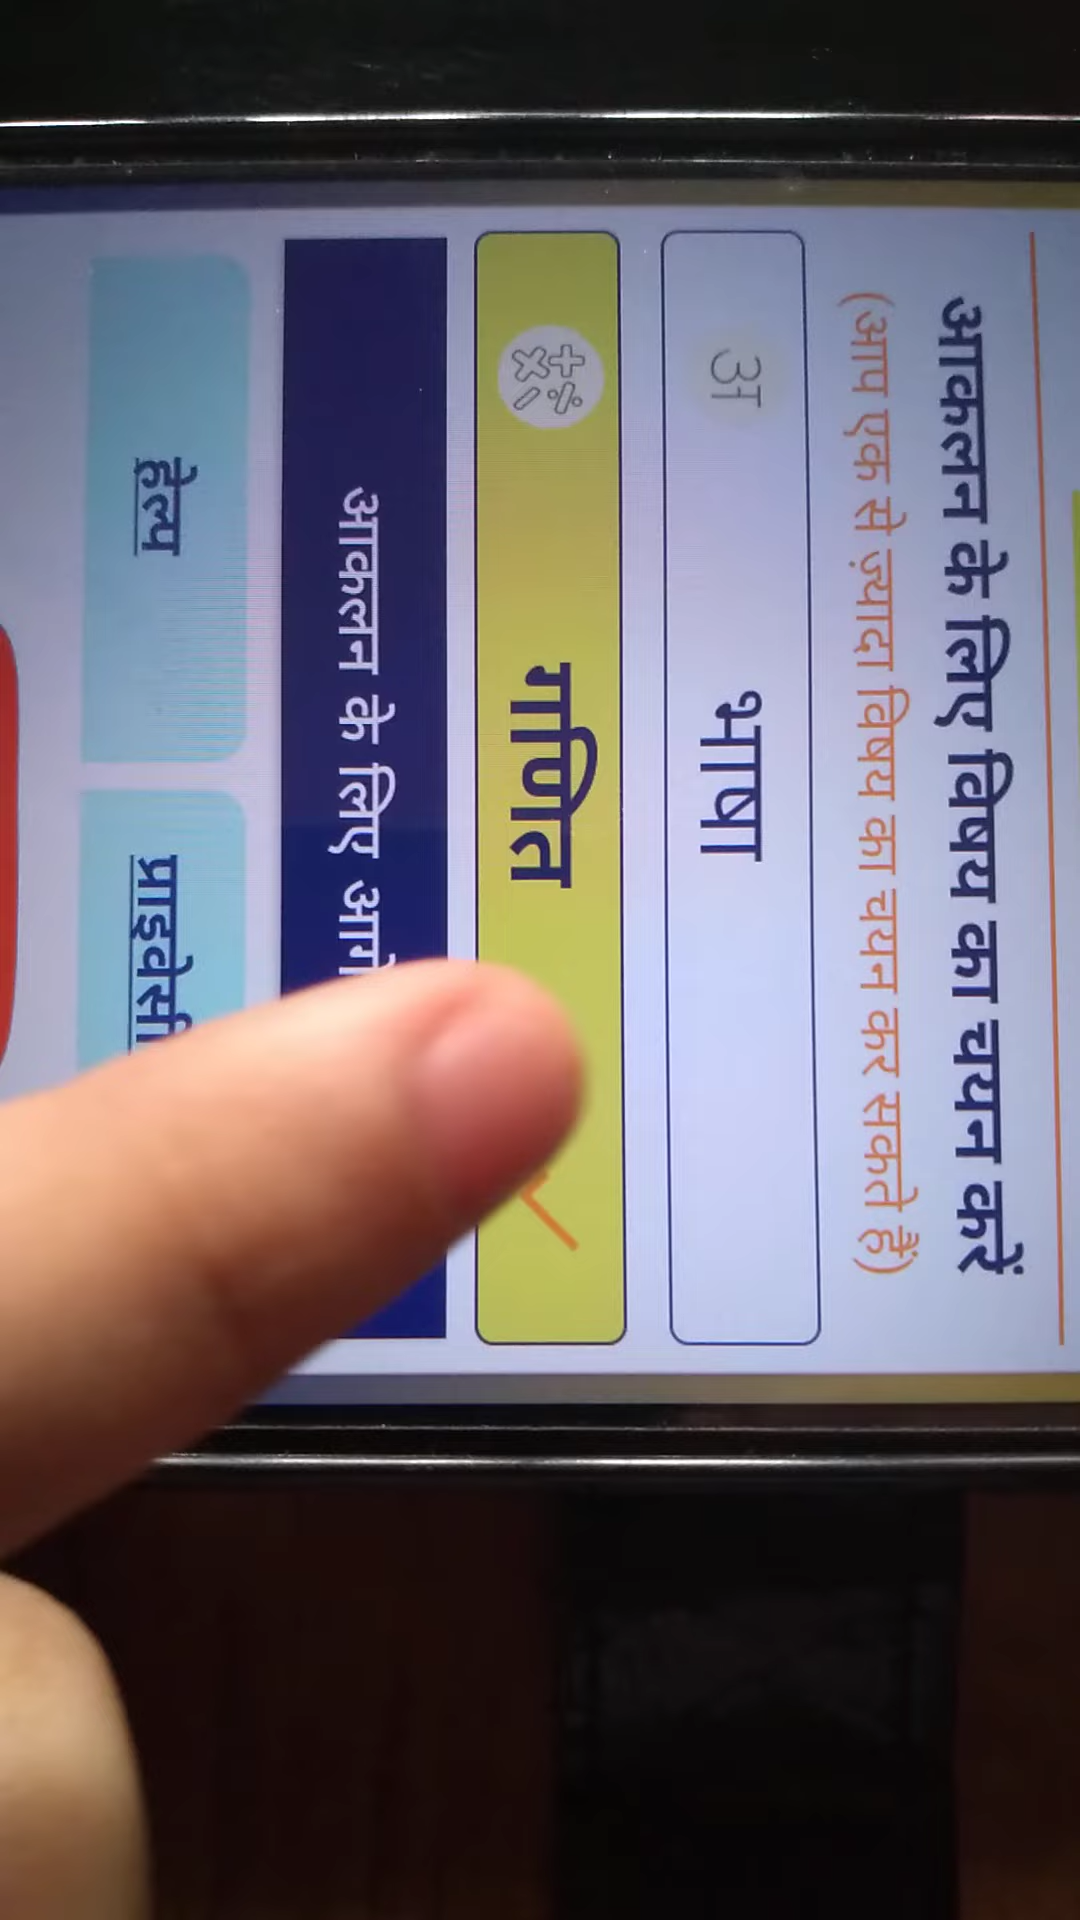 आकलन के लिए विषय का चयन करें
(आप एक से ज़्यादा विषय का चयन कर सकते हैं)
अ भाषा
गणित
आकलन के लिए आगे
हेल्प प्राइवेसी